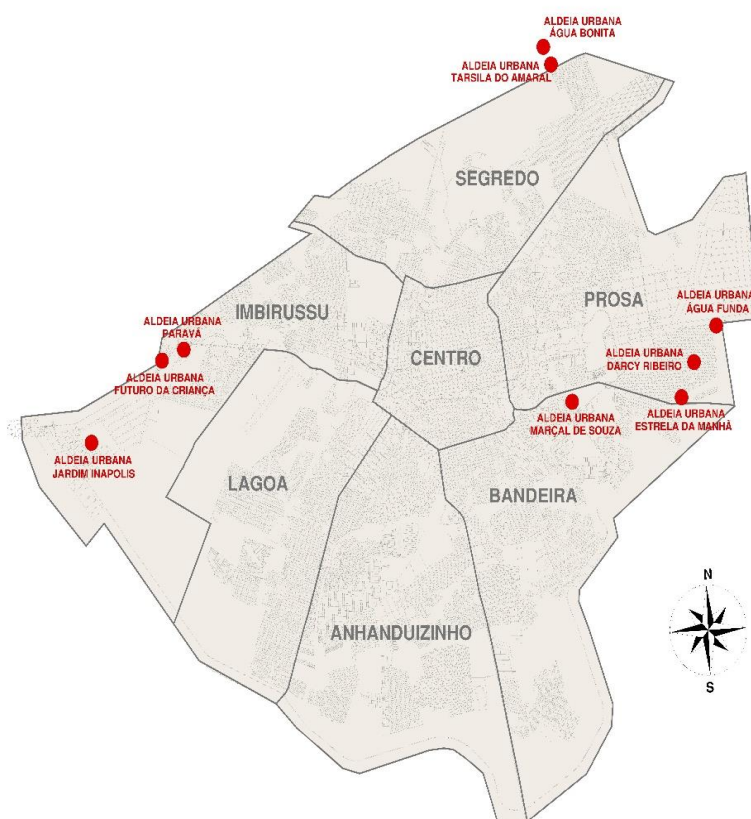 ALDEIA URBANA
ÁGUA BONITA
ALDEIA URBANA
TARSILA DO AMARAL
SEGREDO
PROSA
IMBIRUSSU
ALDEIA URBANA
ÁGUA FUNDA
ALDEIA URBANA
PARAVÁ
CENTRO
ALDEIA URBANA
DARCY RIBEIRO
ALDEIA URBANA
FUTURO DA CRIANÇA
ALDEIA URBANA
MARÇAL DE SOUZA
ALDEIA URBANA
ESTRELA DA MANHÃ
ALDEIA URBANA
JARDIM INAPOLIS
LAGOA
BANDEIRA
N
ANHANDUIZINHO
S